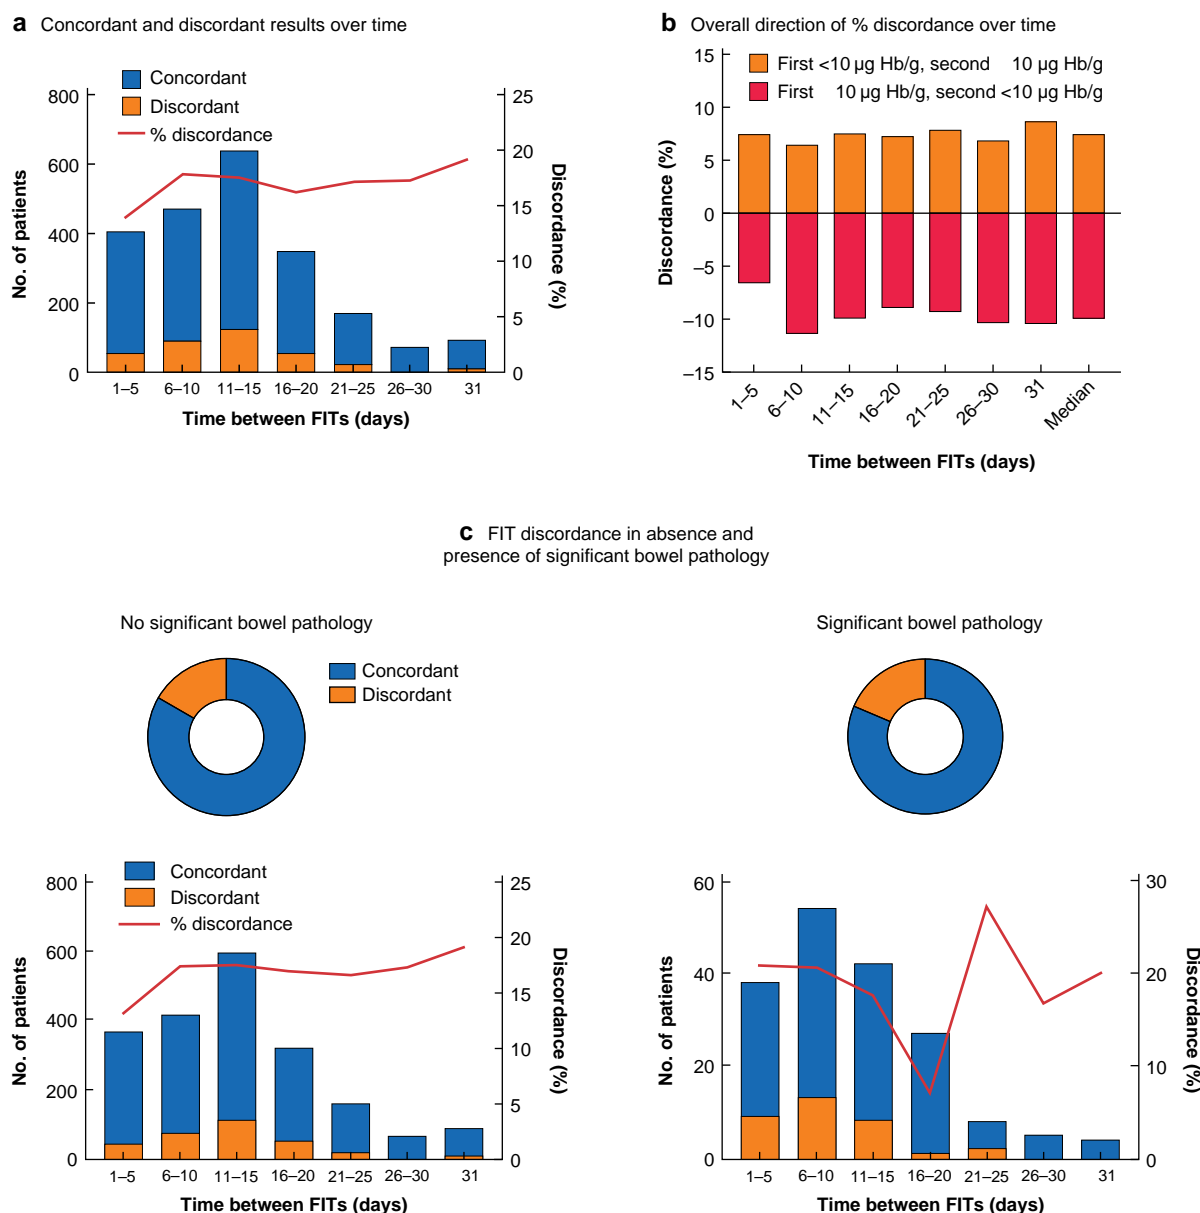 a Concordant and discordant results over time
Concordant
Discordant
% discordance
800
600
400
200
0
25
20
15
10
5
0
No. of patients
Discordance (%)
1–5
6–10
11–15
16–20
21–25
26–30
31
Time between FITs (days)
b Overall direction of % discordance over time
First <10 µg Hb/g, second 10 µg Hb/g
First 10 µg Hb/g, second <10 µg Hb/g
15
10
5
0
–5
–10
–15
Discordance (%)
1–5
6–10
11–15
16–20
21–25
26–30
31
Median
Time between FITs (days)
c FIT discordance in absence and
presence of significant bowel pathology
No significant bowel pathology
Concordant
Discordant
Significant bowel pathology
Concordant
Discordant
% discordance
800
600
400
200
0
25
20
15
10
5
0
No. of patients
Discordance (%)
1–5
6–10
11–15
16–20
21–25
26–30
31
Time between FITs (days)
60
40
20
0
30
20
10
0
No. of patients
Discordance (%)
1–5
6–10
11–15
16–20
21–25
26–30
31
Time between FITs (days)